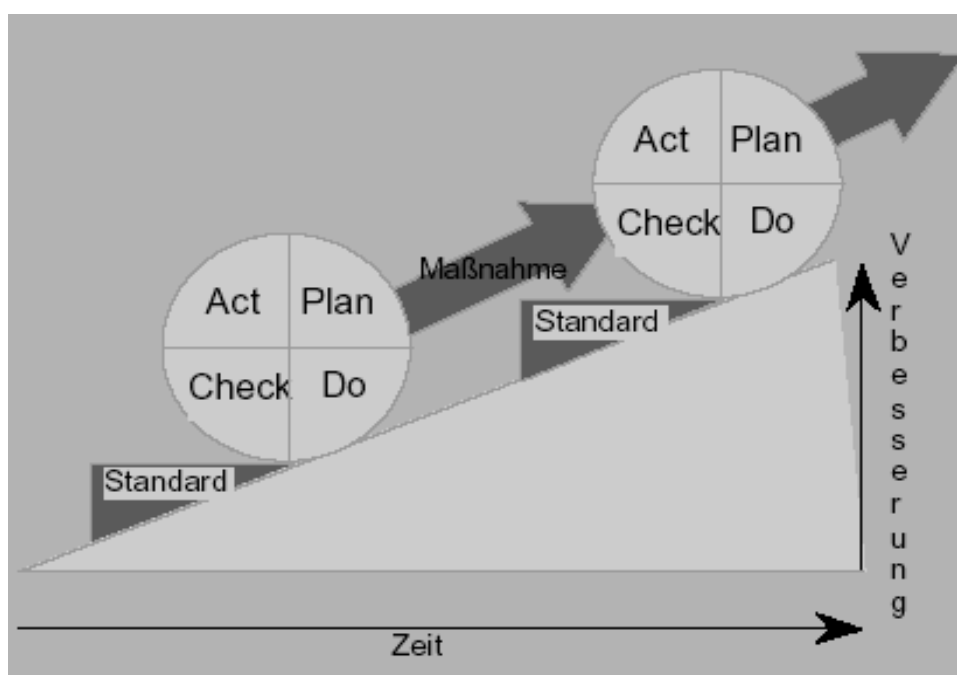 Act Plan
Check Do
Maßnahme
Standard
Act Plan
Check Do
Standard
Verbesserung
Zeit